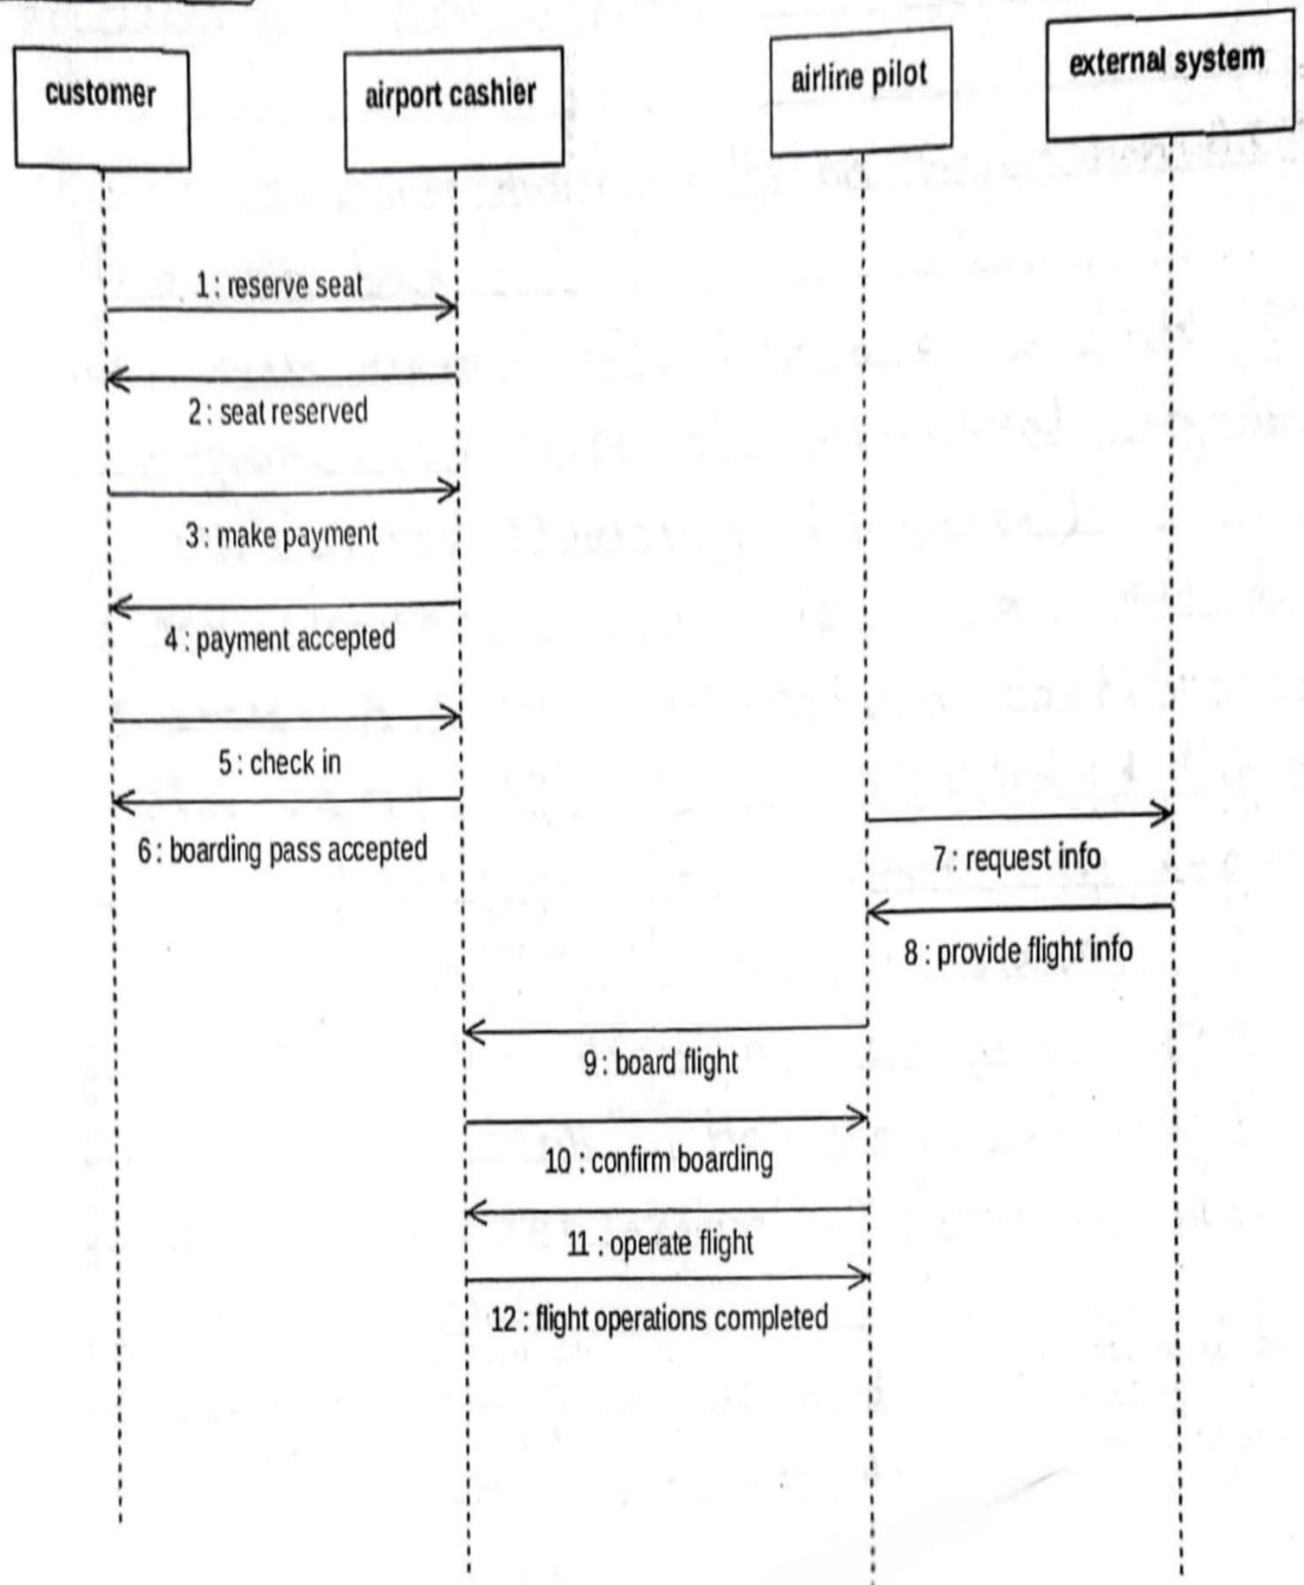 customer
airport cashier
airline pilot
external system
1 : reserve seat
2 : seat reserved
3 : make payment
4 : payment accepted
5 : check in
6 : boarding pass accepted
7 : request info
8 : provide flight info
9 : board flight
10 : confirm boarding
11 : operate flight
12 : flight operations completed